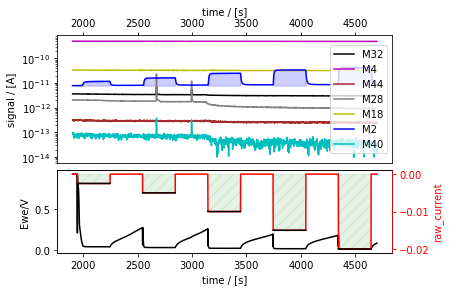 time / [s]
2000 2500 3000 3500 4000 4500
signal / [A]
10⁻¹⁰
10⁻¹¹
10⁻¹²
10⁻¹³
10⁻¹⁴
M32
M4
M44
M28
M18
M2
M40
Ewe/V
0.5
0.0
0.00
−0.01
−0.02
raw_current
2000 2500 3000 3500 4000 4500
time / [s]